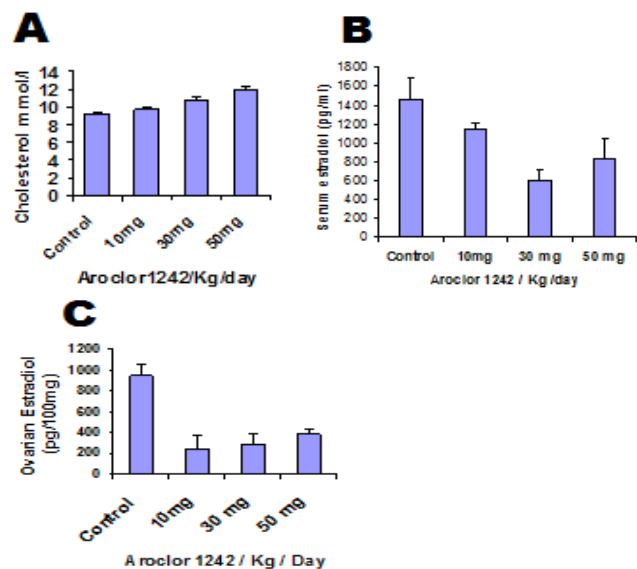 A
Cholesterol mmol/l
14
12
10
8
6
4
2
0
Control
10mg
30mg
50mg
Aroclor1242/Kg/day
B
Serum estradiol (pg/ml)
1800
1600
1400
1200
1000
800
600
400
200
0
Control 10mg 30 mg 50 mg
Aroclor 1242 / Kg/day
C
Ovarian Estradiol
(pg/100mg)
1200
1000
800
600
400
200
0
Control
10mg
30 mg
50 mg
Aroclor 1242 / Kg / Day